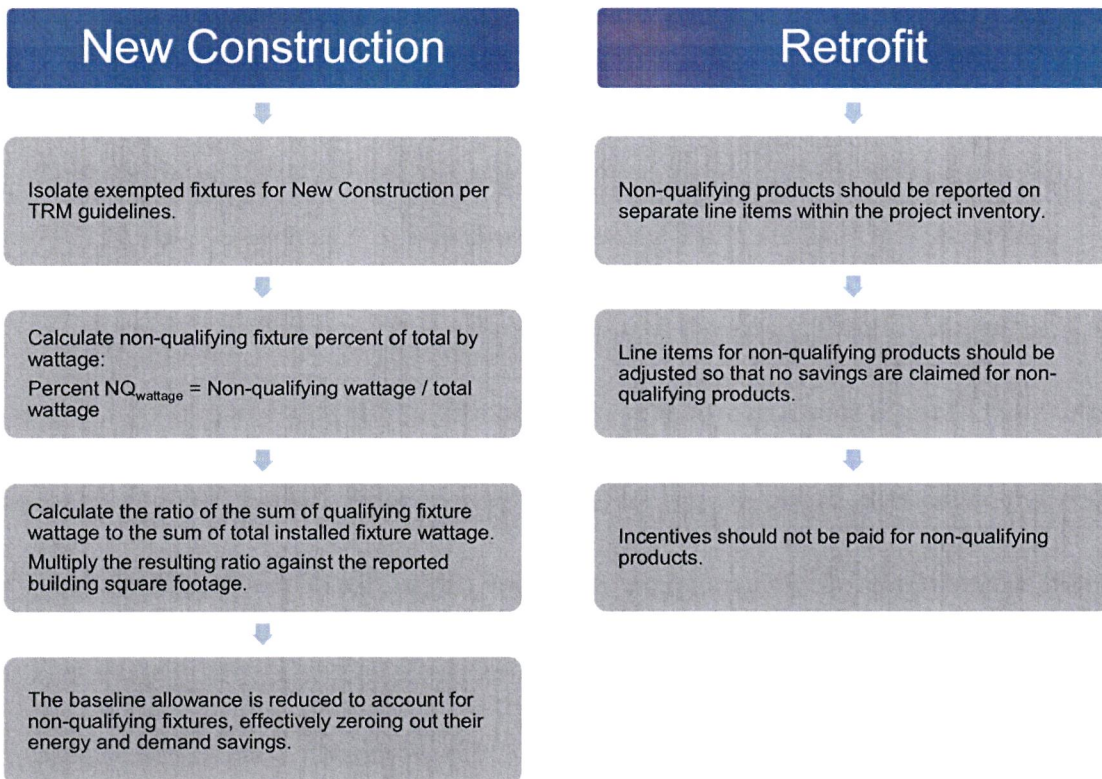 New Construction
Isolate exempted fixtures for New Construction per
TRM guidelines.
Calculate non-qualifying fixture percent of total by
wattage:
Percent NQwattage = Non-qualifying wattage / total
wattage
Calculate the ratio of the sum of qualifying fixture
wattage to the sum of total installed fixture wattage.
Multiply the resulting ratio against the reported
building square footage.
The baseline allowance is reduced to account for
non-qualifying fixtures, effectively zeroing out their
energy and demand savings.
Retrofit
Non-qualifying products should be reported on
separate line items within the project inventory.
Line items for non-qualifying products should be
adjusted so that no savings are claimed for non-
qualifying products.
Incentives should not be paid for non-qualifying
products.